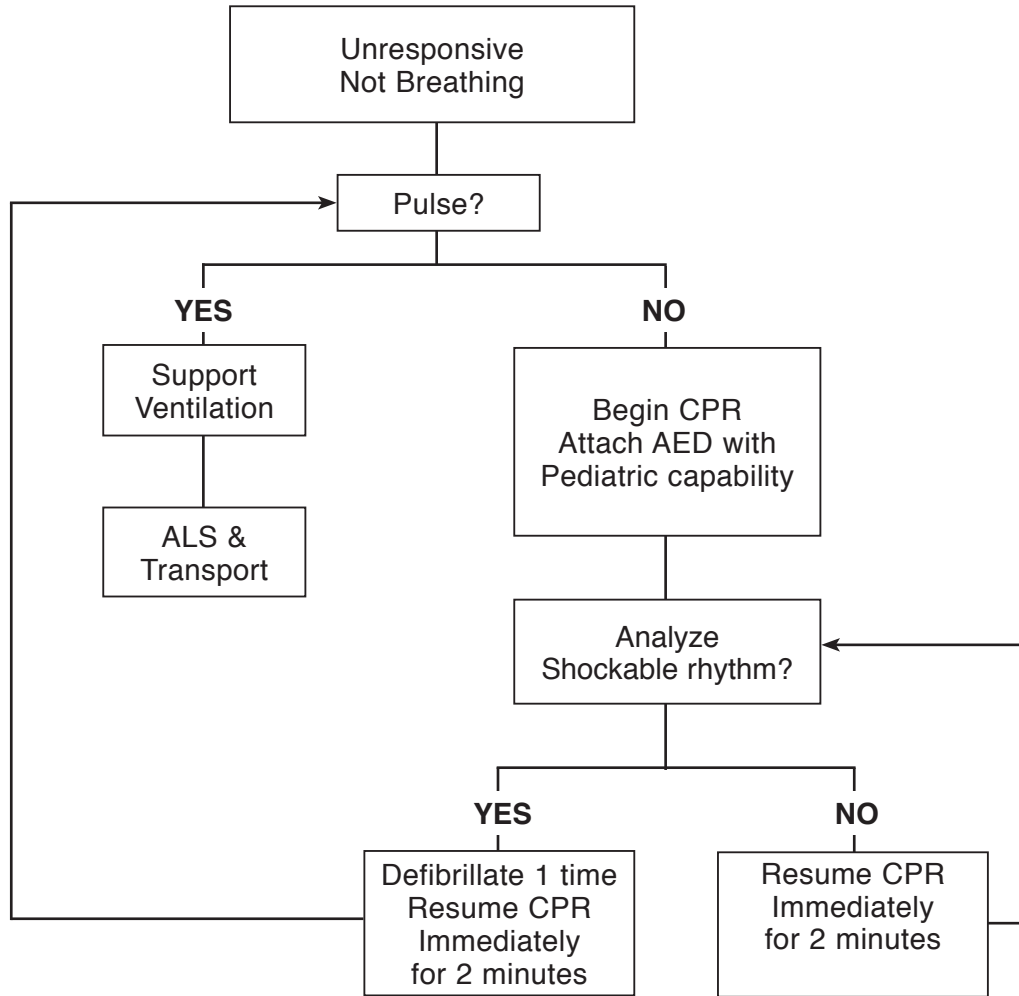 Unresponsive
Not Breathing
Pulse?
YES
NO
Support
Ventilation
Begin CPR
Attach AED with
Pediatric capability
ALS &
Transport
Analyze
Shockable rhythm?
YES
NO
Defibrillate 1 time
Resume CPR
Immediately
for 2 minutes
Resume CPR
Immediately
for 2 minutes